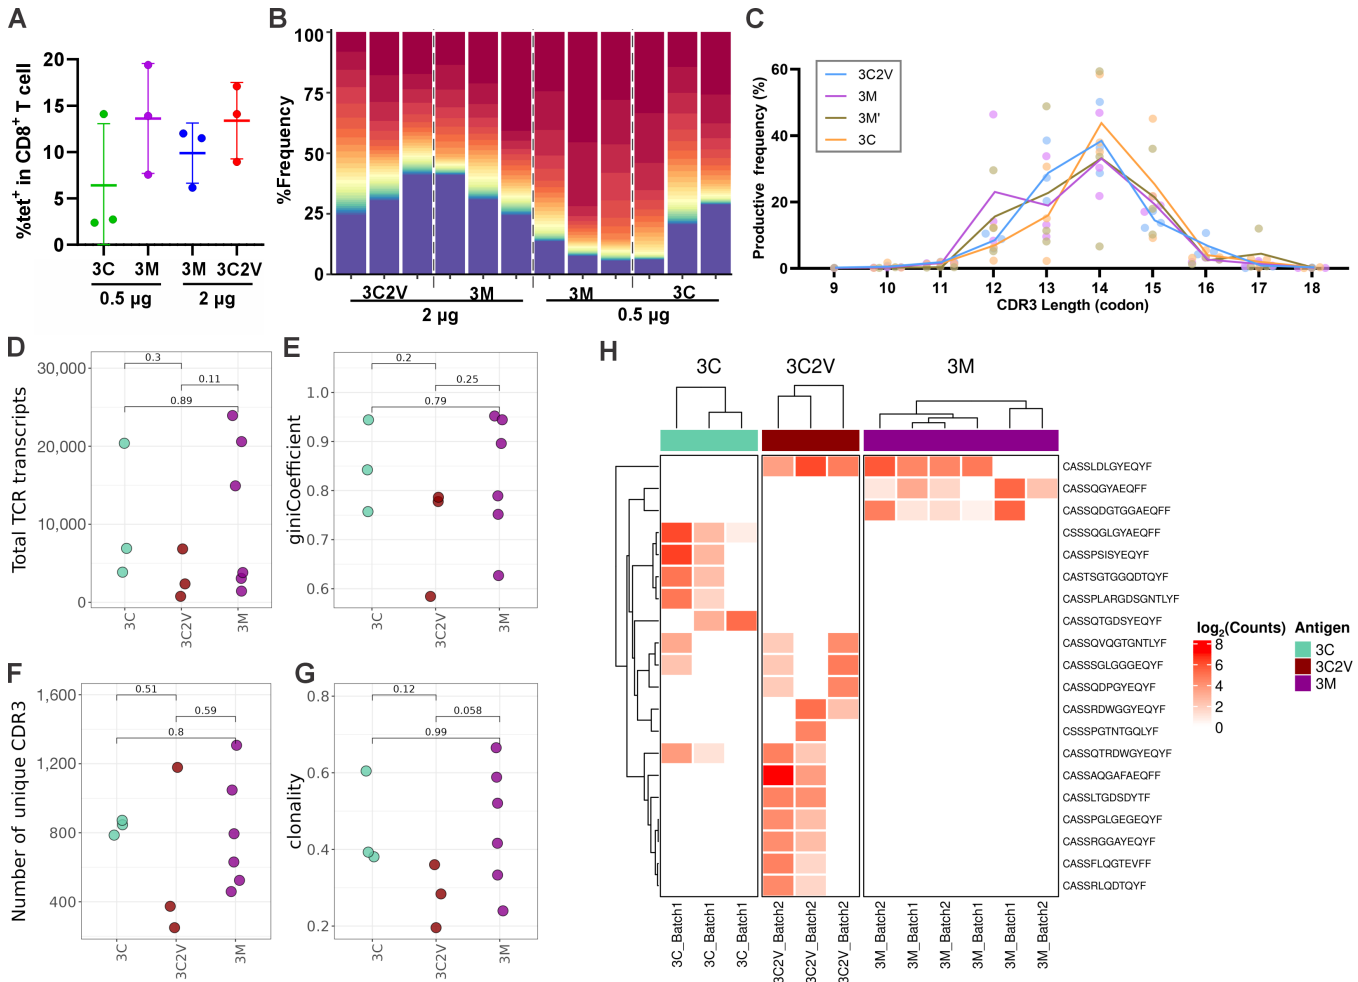 A
%tet+ in CD8+ T cell
20
15
10
5
0
3C 3M 3M 3C2V
0.5 µg 2 µg
B
%Frequency
100
75
50
25
0
3C2V 3M 3M 3C
2 µg 0.5 µg
C
Productive frequency (%)
60
40
20
0
3C2V
3M
3M'
3C
9 10 11 12 13 14 15 16 17 18
CDR3 Length (codon)
D
Total TCR transcripts
30,000
20,000
10,000
0
0.3
0.11
0.89
3C 3C2V 3M
E
giniCoefficient
1.0
0.9
0.8
0.7
0.6
0.2
0.25
0.79
3C 3C2V 3M
F
Number of unique CDR3
1,600
1,200
800
400
0.51
0.59
0.8
3C 3C2V 3M
G
clonality
0.8
0.6
0.4
0.2
0.12
0.058
0.99
3C 3C2V 3M
H
3C 3C2V 3M
CASSLDLGYEQYF
CASSQGYAEQFF
CASSQDGTGGAEQFF
CSSSQGLGYAEQFF
CASSPSISYEQYF
CASTSGTGGQDTQYF
CASSPLARGDSGNTLYF
CASSQTGDSYEQYF
CASSQVQGTGNTLYF
CASSSGLGGGEQYF
CASSQDPGYEQYF
CASSRDWGGYEQYF
CSSSPGTNTGQLYF
CASSQTRDWGYEQYF
CASSAQGAFAEQFF
CASSLTGDSDYTF
CASSPGLGEGEQYF
CASSRGGAYEQYF
CASSFLQGTEVFF
CASSRLQDTQYF
3C_Batch1 3C_Batch1 3C_Batch1 3C2V_Batch2 3C2V_Batch2 3C2V_Batch2 3M_Batch2 3M_Batch1 3M_Batch2 3M_Batch1 3M_Batch1 3M_Batch2
log2(Counts)
8
6
4
2
0
Antigen
3C
3C2V
3M